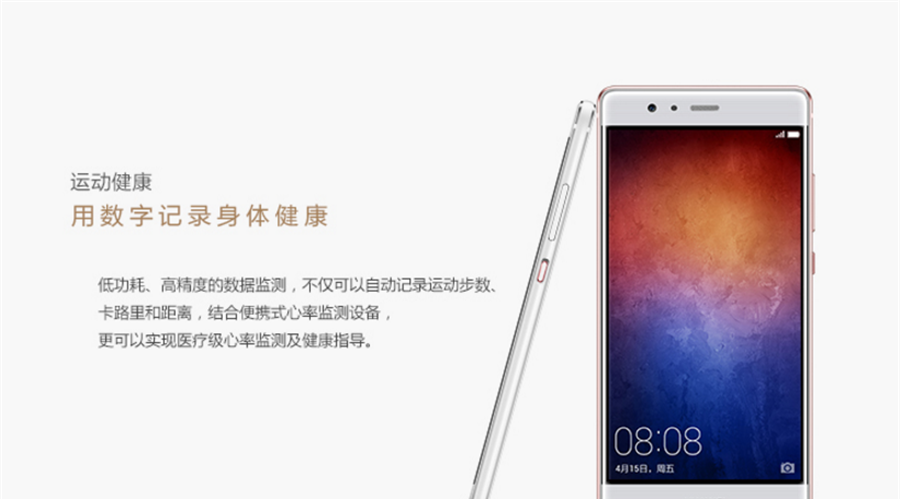 运动健康
用数字记录身体健康
低功耗、高精度的数据监测，不仅可以自动记录运动步数、
卡路里和距离，结合便携式心率监测设备，
更可以实现医疗级心率监测及健康指导。
08:08
4月15日，周五